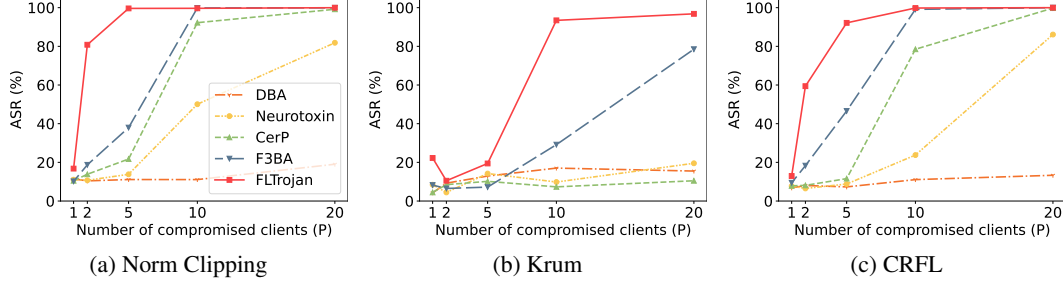 100
80
60
40
20
0
ASR (%)
DBA
Neurotoxin
CerP
F3BA
FLTrojan
1 2 5 10 20
Number of compromised clients (P)
(a) Norm Clipping
100
80
60
40
20
0
ASR (%)
1 2 5 10 20
Number of compromised clients (P)
(b) Krum
100
80
60
40
20
0
ASR (%)
1 2 5 10 20
Number of compromised clients (P)
(c) CRFL